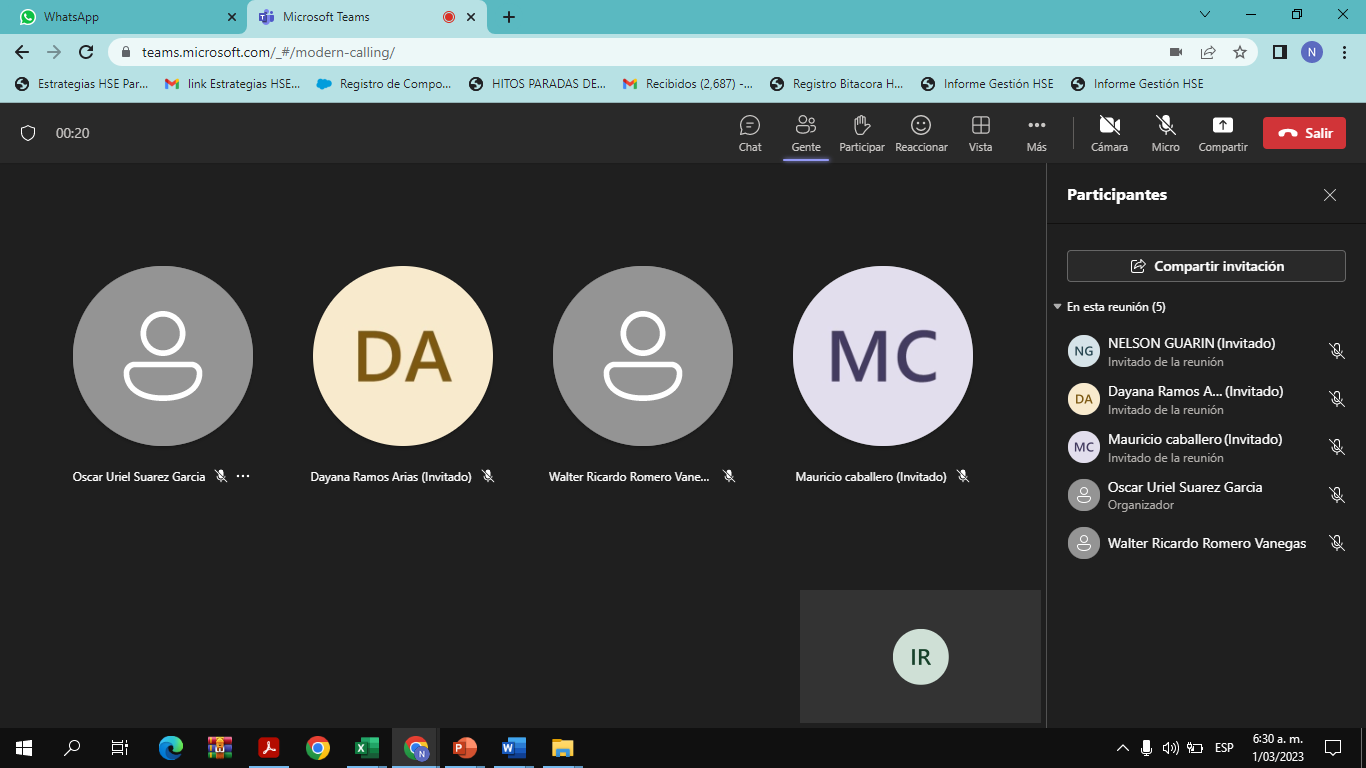 WhatsApp
Microsoft Teams
teams.microsoft.com/_#/modern-calling/
N
Estrategias HSE Par...
link Estrategias HSE...
Registro de Compo...
HITOS PARADAS DE...
Recibidos (2,687) -...
Registro Bitacora H...
Informe Gestión HSE
Informe Gestión HSE
00:20
Chat
Gente
Participar
Reaccionar
Vista
Más
Cámara
Micro
Compartir
Salir
DA
MC
Oscar Uriel Suarez Garcia
Dayana Ramos Arias (Invitado)
Walter Ricardo Romero Vane...
Mauricio caballero (Invitado)
IR
Participantes
Compartir invitación
En esta reunión (5)
NG
NELSON GUARIN (Invitado)
Invitado de la reunión
DA
Dayana Ramos A... (Invitado)
Invitado de la reunión
MC
Mauricio caballero (Invitado)
Invitado de la reunión
Oscar Uriel Suarez Garcia
Organizador
Walter Ricardo Romero Vanegas
X
N
P
W
ESP
6:30 a. m.
1/03/2023